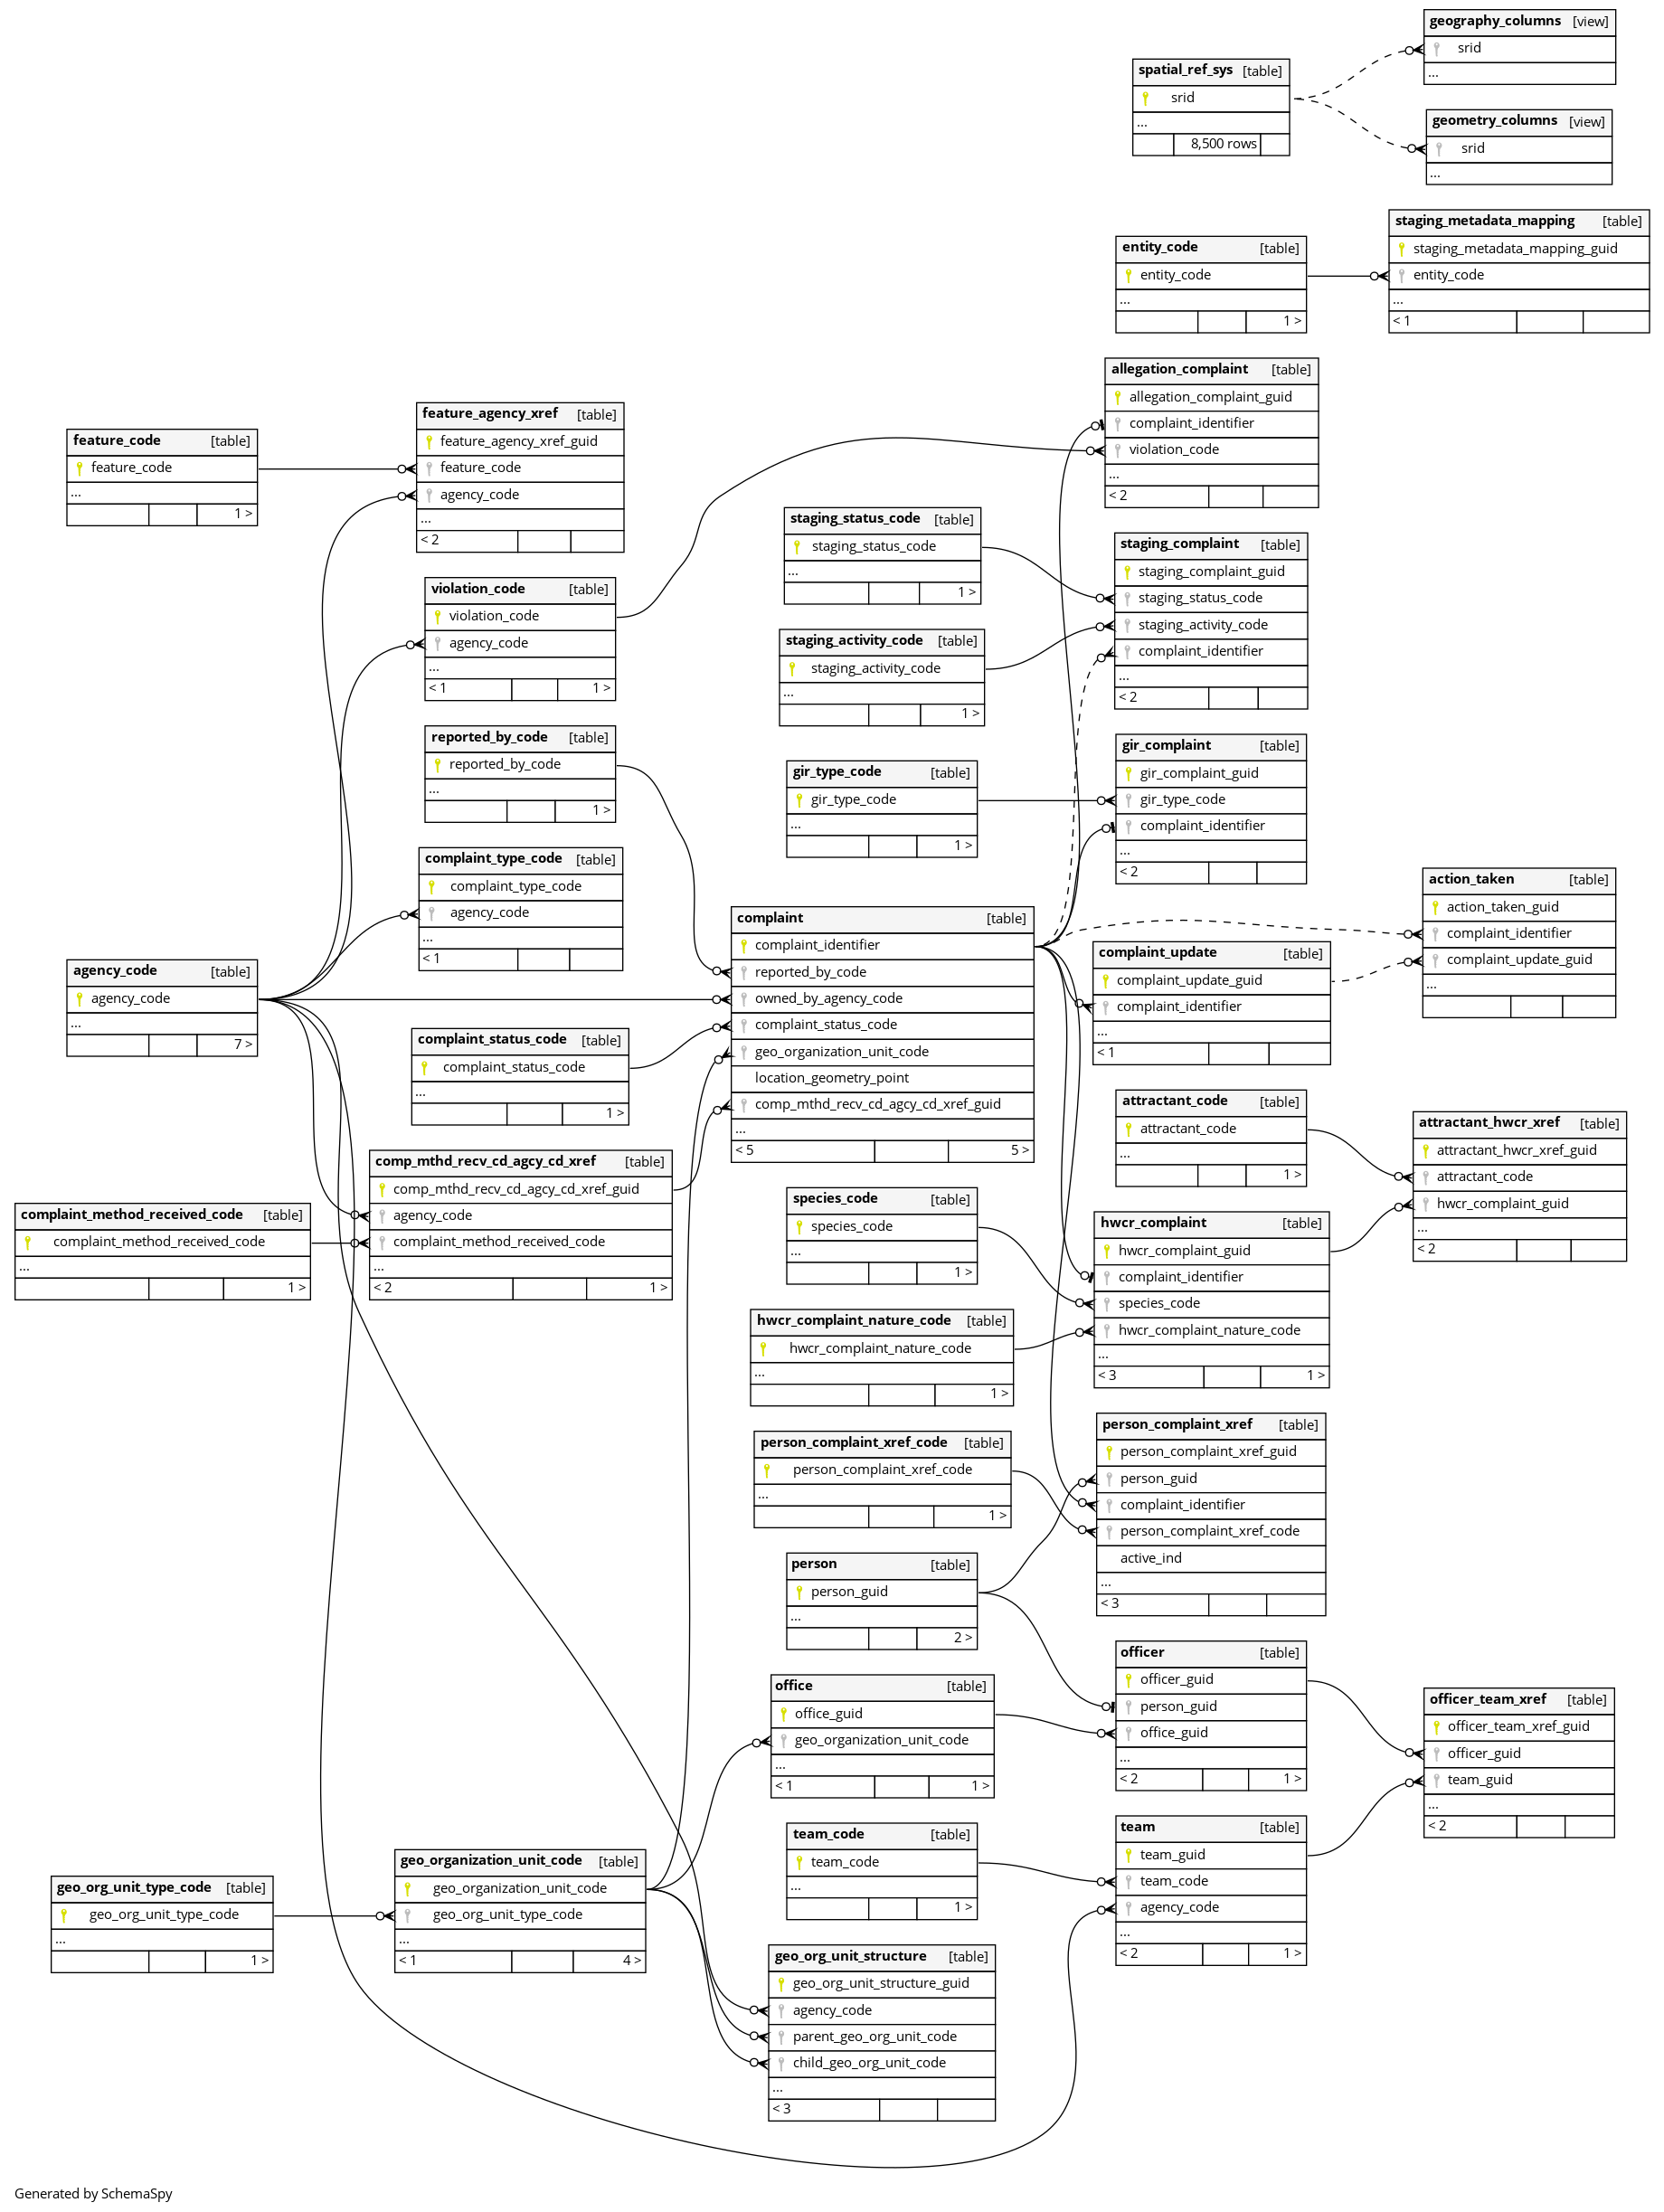 geography_columns [view]
srid
...
spatial_ref_sys [table]
srid
...
8,500 rows
geometry_columns [view]
srid
...
staging_metadata_mapping [table]
staging_metadata_mapping_guid
entity_code
...
< 1
entity_code [table]
entity_code
...
1 >
allegation_complaint [table]
allegation_complaint_guid
complaint_identifier
violation_code
...
< 2
feature_agency_xref [table]
feature_agency_xref_guid
feature_code
agency_code
...
< 2
feature_code [table]
feature_code
...
1 >
staging_status_code [table]
staging_status_code
...
1 >
staging_complaint [table]
staging_complaint_guid
staging_status_code
staging_activity_code
complaint_identifier
...
< 2
violation_code [table]
violation_code
agency_code
...
< 1 1 >
staging_activity_code [table]
staging_activity_code
...
1 >
reported_by_code [table]
reported_by_code
...
1 >
gir_complaint [table]
gir_complaint_guid
gir_type_code
complaint_identifier
...
< 2
gir_type_code [table]
gir_type_code
...
1 >
complaint_type_code [table]
complaint_type_code
agency_code
...
< 1
action_taken [table]
action_taken_guid
complaint_identifier
complaint_update_guid
...
complaint [table]
complaint_identifier
reported_by_code
owned_by_agency_code
complaint_status_code
geo_organization_unit_code
location_geometry_point
comp_mthd_recv_cd_agcy_cd_xref_guid
...
< 5 5 >
complaint_update [table]
complaint_update_guid
complaint_identifier
...
< 1
agency_code [table]
agency_code
...
7 >
complaint_status_code [table]
complaint_status_code
...
1 >
attractant_code [table]
attractant_code
...
1 >
attractant_hwcr_xref [table]
attractant_hwcr_xref_guid
attractant_code
hwcr_complaint_guid
...
< 2
comp_mthd_recv_cd_agcy_cd_xref [table]
comp_mthd_recv_cd_agcy_cd_xref_guid
agency_code
complaint_method_received_code
...
< 2 1 >
complaint_method_received_code [table]
complaint_method_received_code
...
1 >
species_code [table]
species_code
...
1 >
hwcr_complaint [table]
hwcr_complaint_guid
complaint_identifier
species_code
hwcr_complaint_nature_code
...
< 3 1 >
hwcr_complaint_nature_code [table]
hwcr_complaint_nature_code
...
1 >
person_complaint_xref [table]
person_complaint_xref_guid
person_guid
complaint_identifier
person_complaint_xref_code
active_ind
...
< 3
person_complaint_xref_code [table]
person_complaint_xref_code
...
1 >
person [table]
person_guid
...
2 >
officer [table]
officer_guid
person_guid
office_guid
...
< 2 1 >
office [table]
office_guid
geo_organization_unit_code
...
< 1 1 >
officer_team_xref [table]
officer_team_xref_guid
officer_guid
team_guid
...
< 2
team_code [table]
team_code
...
1 >
team [table]
team_guid
team_code
agency_code
...
< 2 1 >
geo_organization_unit_code [table]
geo_organization_unit_code
geo_org_unit_type_code
...
< 1 4 >
geo_org_unit_type_code [table]
geo_org_unit_type_code
...
1 >
geo_org_unit_structure [table]
geo_org_unit_structure_guid
agency_code
parent_geo_org_unit_code
child_geo_org_unit_code
...
< 3
Generated by SchemaSpy